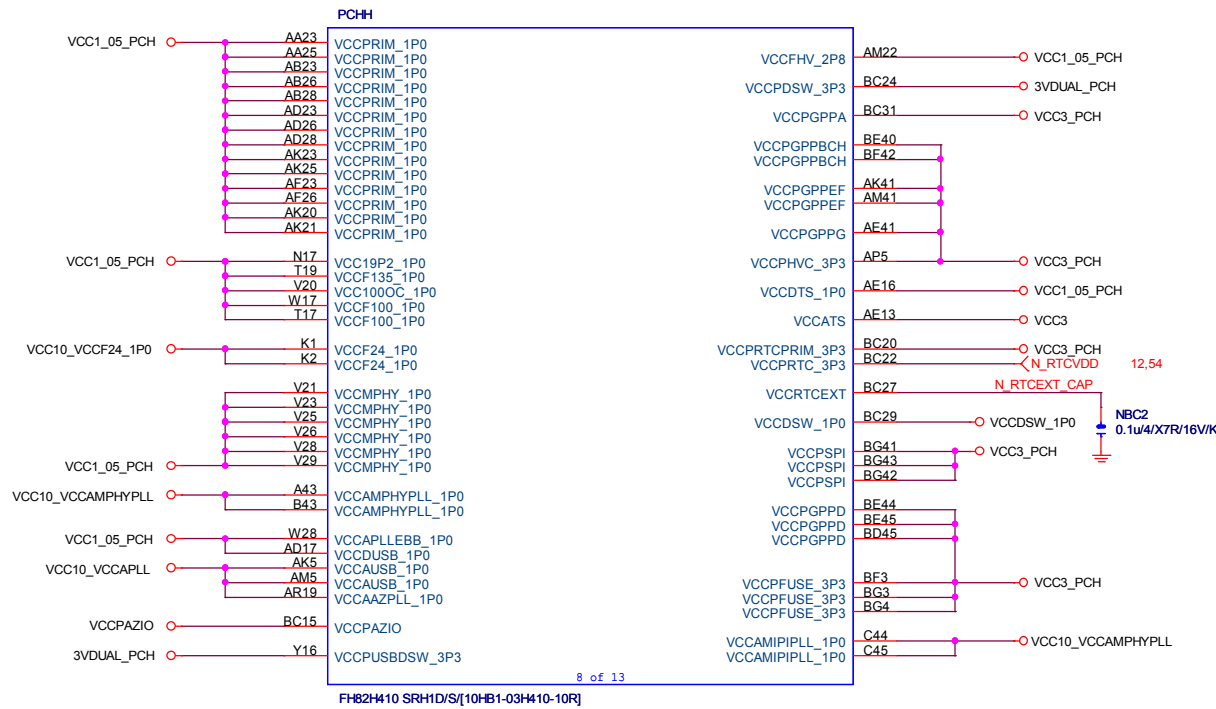 PCHH
VCC1_05_PCH AA23 VCCPRIM_1P0
AA25 VCCPRIM_1P0
AB23 VCCPRIM_1P0
AB26 VCCPRIM_1P0
AB28 VCCPRIM_1P0
AD23 VCCPRIM_1P0
AD26 VCCPRIM_1P0
AD28 VCCPRIM_1P0
AK23 VCCPRIM_1P0
AK25 VCCPRIM_1P0
AF23 VCCPRIM_1P0
AF26 VCCPRIM_1P0
AK20 VCCPRIM_1P0
AK21 VCCPRIM_1P0
VCC1_05_PCH N17 VCC19P2_1P0
T19 VCCF135_1P0
V20 VCC100OC_1P0
W17 VCCF100_1P0
T17 VCCF100_1P0
VCC10_VCCF24_1P0 K1 VCCF24_1P0
K2 VCCF24_1P0
V21 VCCMPHY_1P0
V23 VCCMPHY_1P0
V25 VCCMPHY_1P0
V26 VCCMPHY_1P0
V28 VCCMPHY_1P0
VCC1_05_PCH V29 VCCMPHY_1P0
VCC10_VCCAMPHYPLL A43 VCCAMPHYPLL_1P0
B43 VCCAMPHYPLL_1P0
VCC1_05_PCH W28 VCCAPLLEBB_1P0
AD17 VCCDUSB_1P0
VCC10_VCCAPLL AK5 VCCAUSB_1P0
AM5 VCCAUSB_1P0
AR19 VCCAAZPLL_1P0
VCCPAZIO BC15 VCCPAZIO
3VDUAL_PCH Y16 VCCPUSBDSW_3P3
VCCFHV_2P8 AM22 VCC1_05_PCH
VCCPDSW_3P3 BC24 3VDUAL_PCH
VCCPGPPA BC31 VCC3_PCH
VCCPGPPBCH BE40
VCCPGPPBCH BF42
VCCPGPPEF AK41
VCCPGPPEF AM41
VCCPGPPG AE41
VCCPHVC_3P3 AP5 VCC3_PCH
VCCDTS_1P0 AE16 VCC1_05_PCH
VCCATS AE13 VCC3
VCCPRTCPRIM_3P3 BC20 VCC3_PCH
VCCPRTC_3P3 BC22 N_RTCVDD 12,54
VCCRTCEXT BC27 N_RTCEXT_CAP
NBC2
0.1u/4/X7R/16V/K
VCCDSW_1P0 BC29 VCCDSW_1P0
VCCPSPI BG41 VCC3_PCH
VCCPSPI BG43
VCCPSPI BG42
VCCPGPPD BE44
VCCPGPPD BE45
VCCPGPPD BD45
VCCPFUSE_3P3 BF3 VCC3_PCH
VCCPFUSE_3P3 BG3
VCCPFUSE_3P3 BG4
VCCAMIPIPLL_1P0 C44 VCC10_VCCAMPHYPLL
VCCAMIPIPLL_1P0 C45
8 of 13
FH82H410 SRH1D/S/[10HB1-03H410-10R]